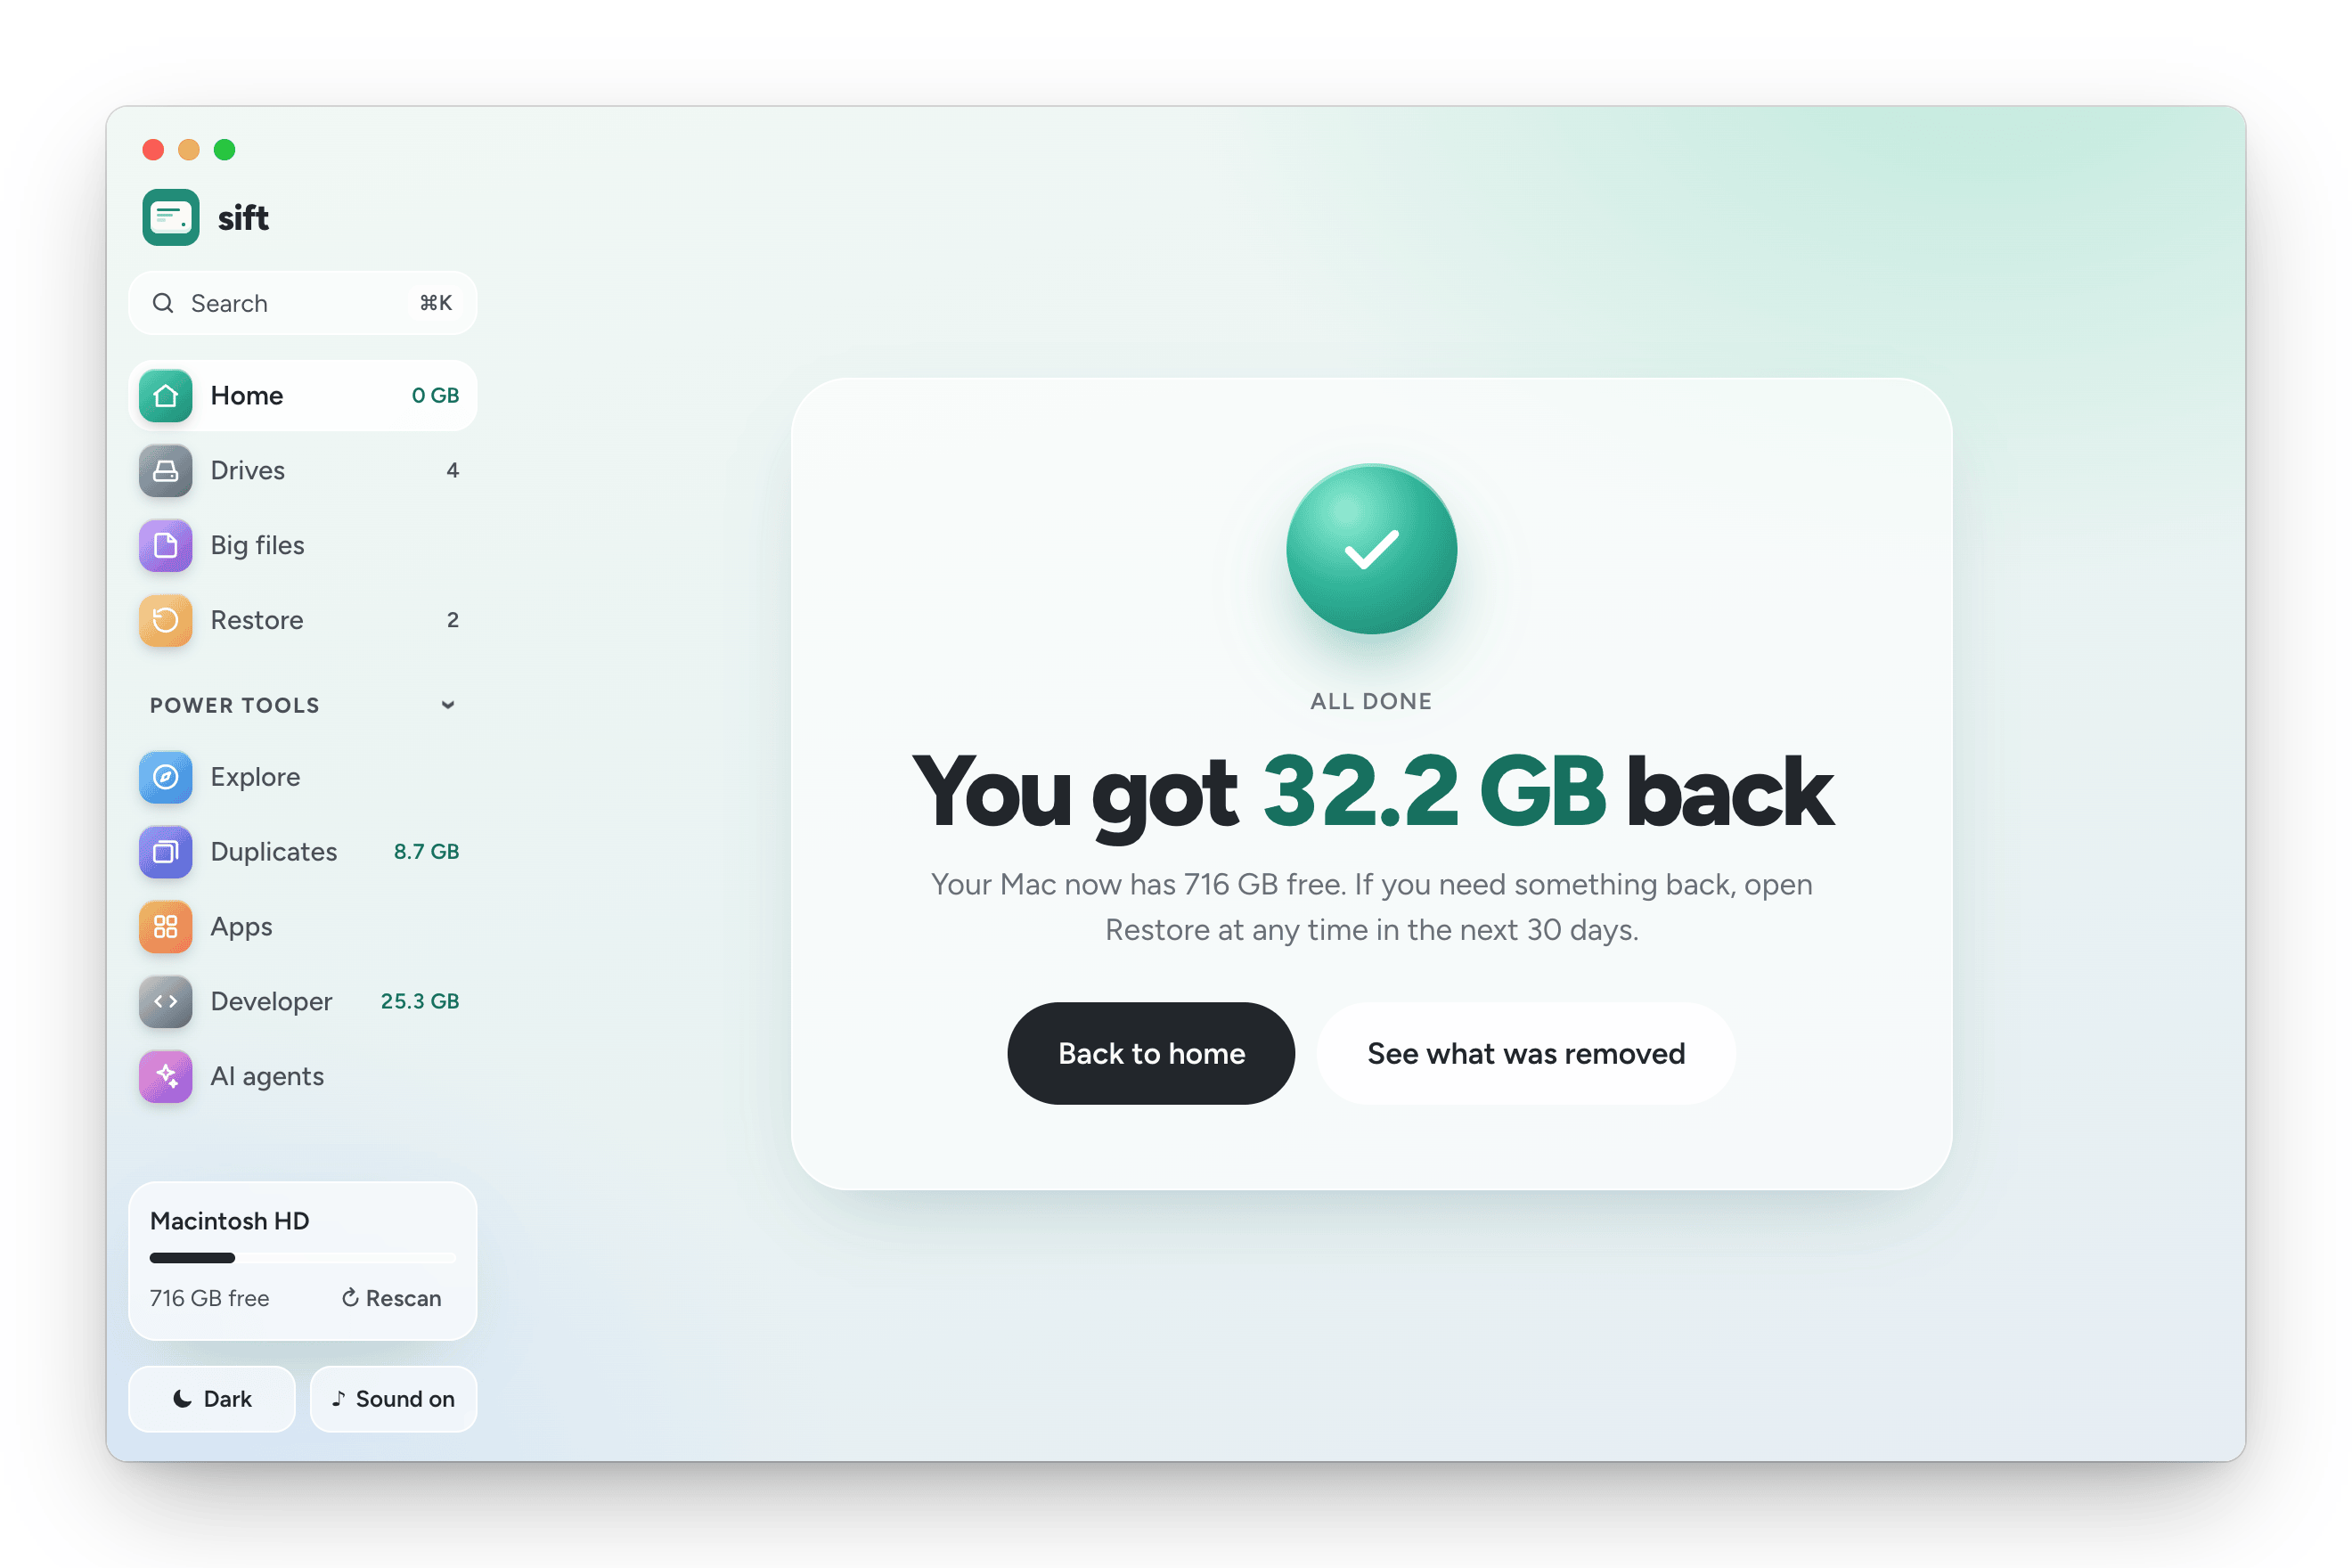 sift
Search ⌘K
Home 0 GB
Drives 4
Big files
Restore 2
POWER TOOLS
Explore
Duplicates 8.7 GB
Apps
Developer 25.3 GB
AI agents
Macintosh HD
716 GB free Rescan
Dark Sound on
ALL DONE
You got 32.2 GB back
Your Mac now has 716 GB free. If you need something back, open
Restore at any time in the next 30 days.
Back to home See what was removed